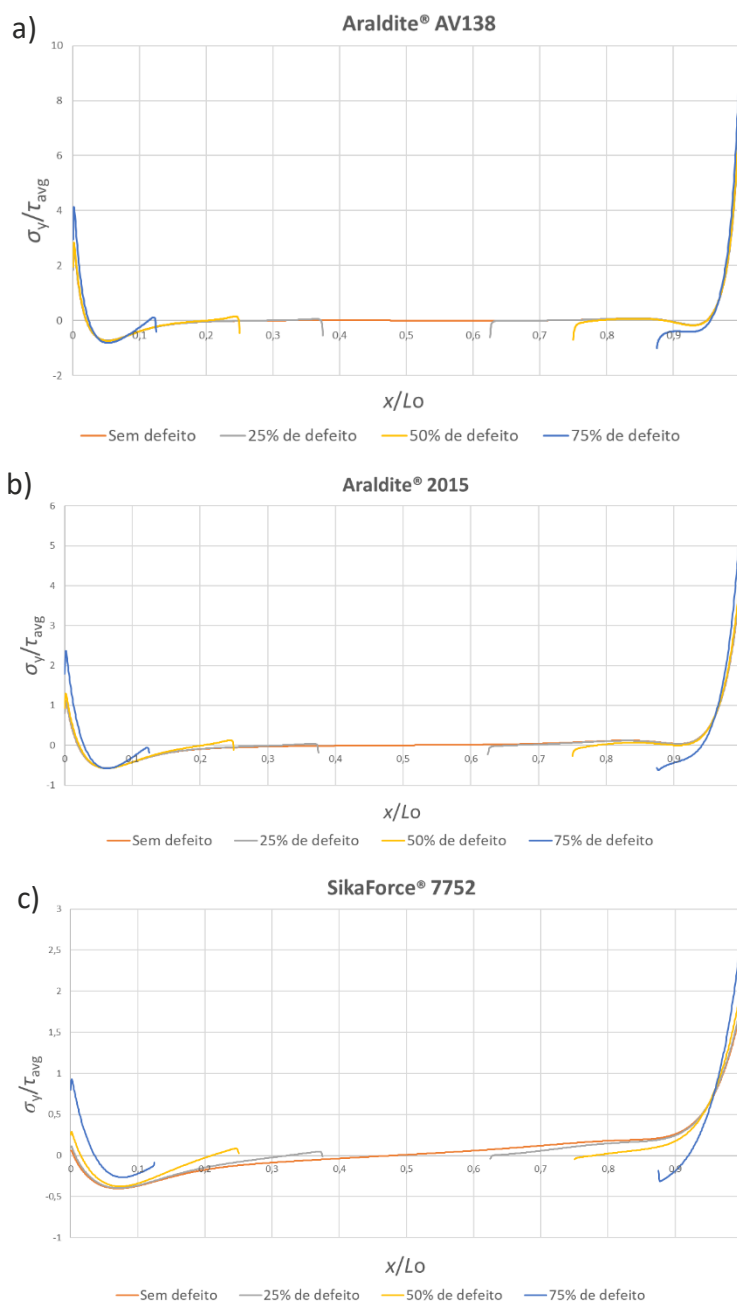 a)
Araldite® AV138
10
8
6
4
2
0
-2
0 0,1 0,2 0,3 0,4 0,5 0,6 0,7 0,8 0,9
σy/τavg
x/Lo
Sem defeito 25% de defeito 50% de defeito 75% de defeito
b)
Araldite® 2015
6
5
4
3
2
1
0
-1
0 0,1 0,2 0,3 0,4 0,5 0,6 0,7 0,8 0,9
σy/τavg
x/Lo
Sem defeito 25% de defeito 50% de defeito 75% de defeito
c)
SikaForce® 7752
3
2,5
2
1,5
1
0,5
0
-0,5
-1
0 0,1 0,2 0,3 0,4 0,5 0,6 0,7 0,8 0,9
σy/τavg
x/Lo
Sem defeito 25% de defeito 50% de defeito 75% de defeito